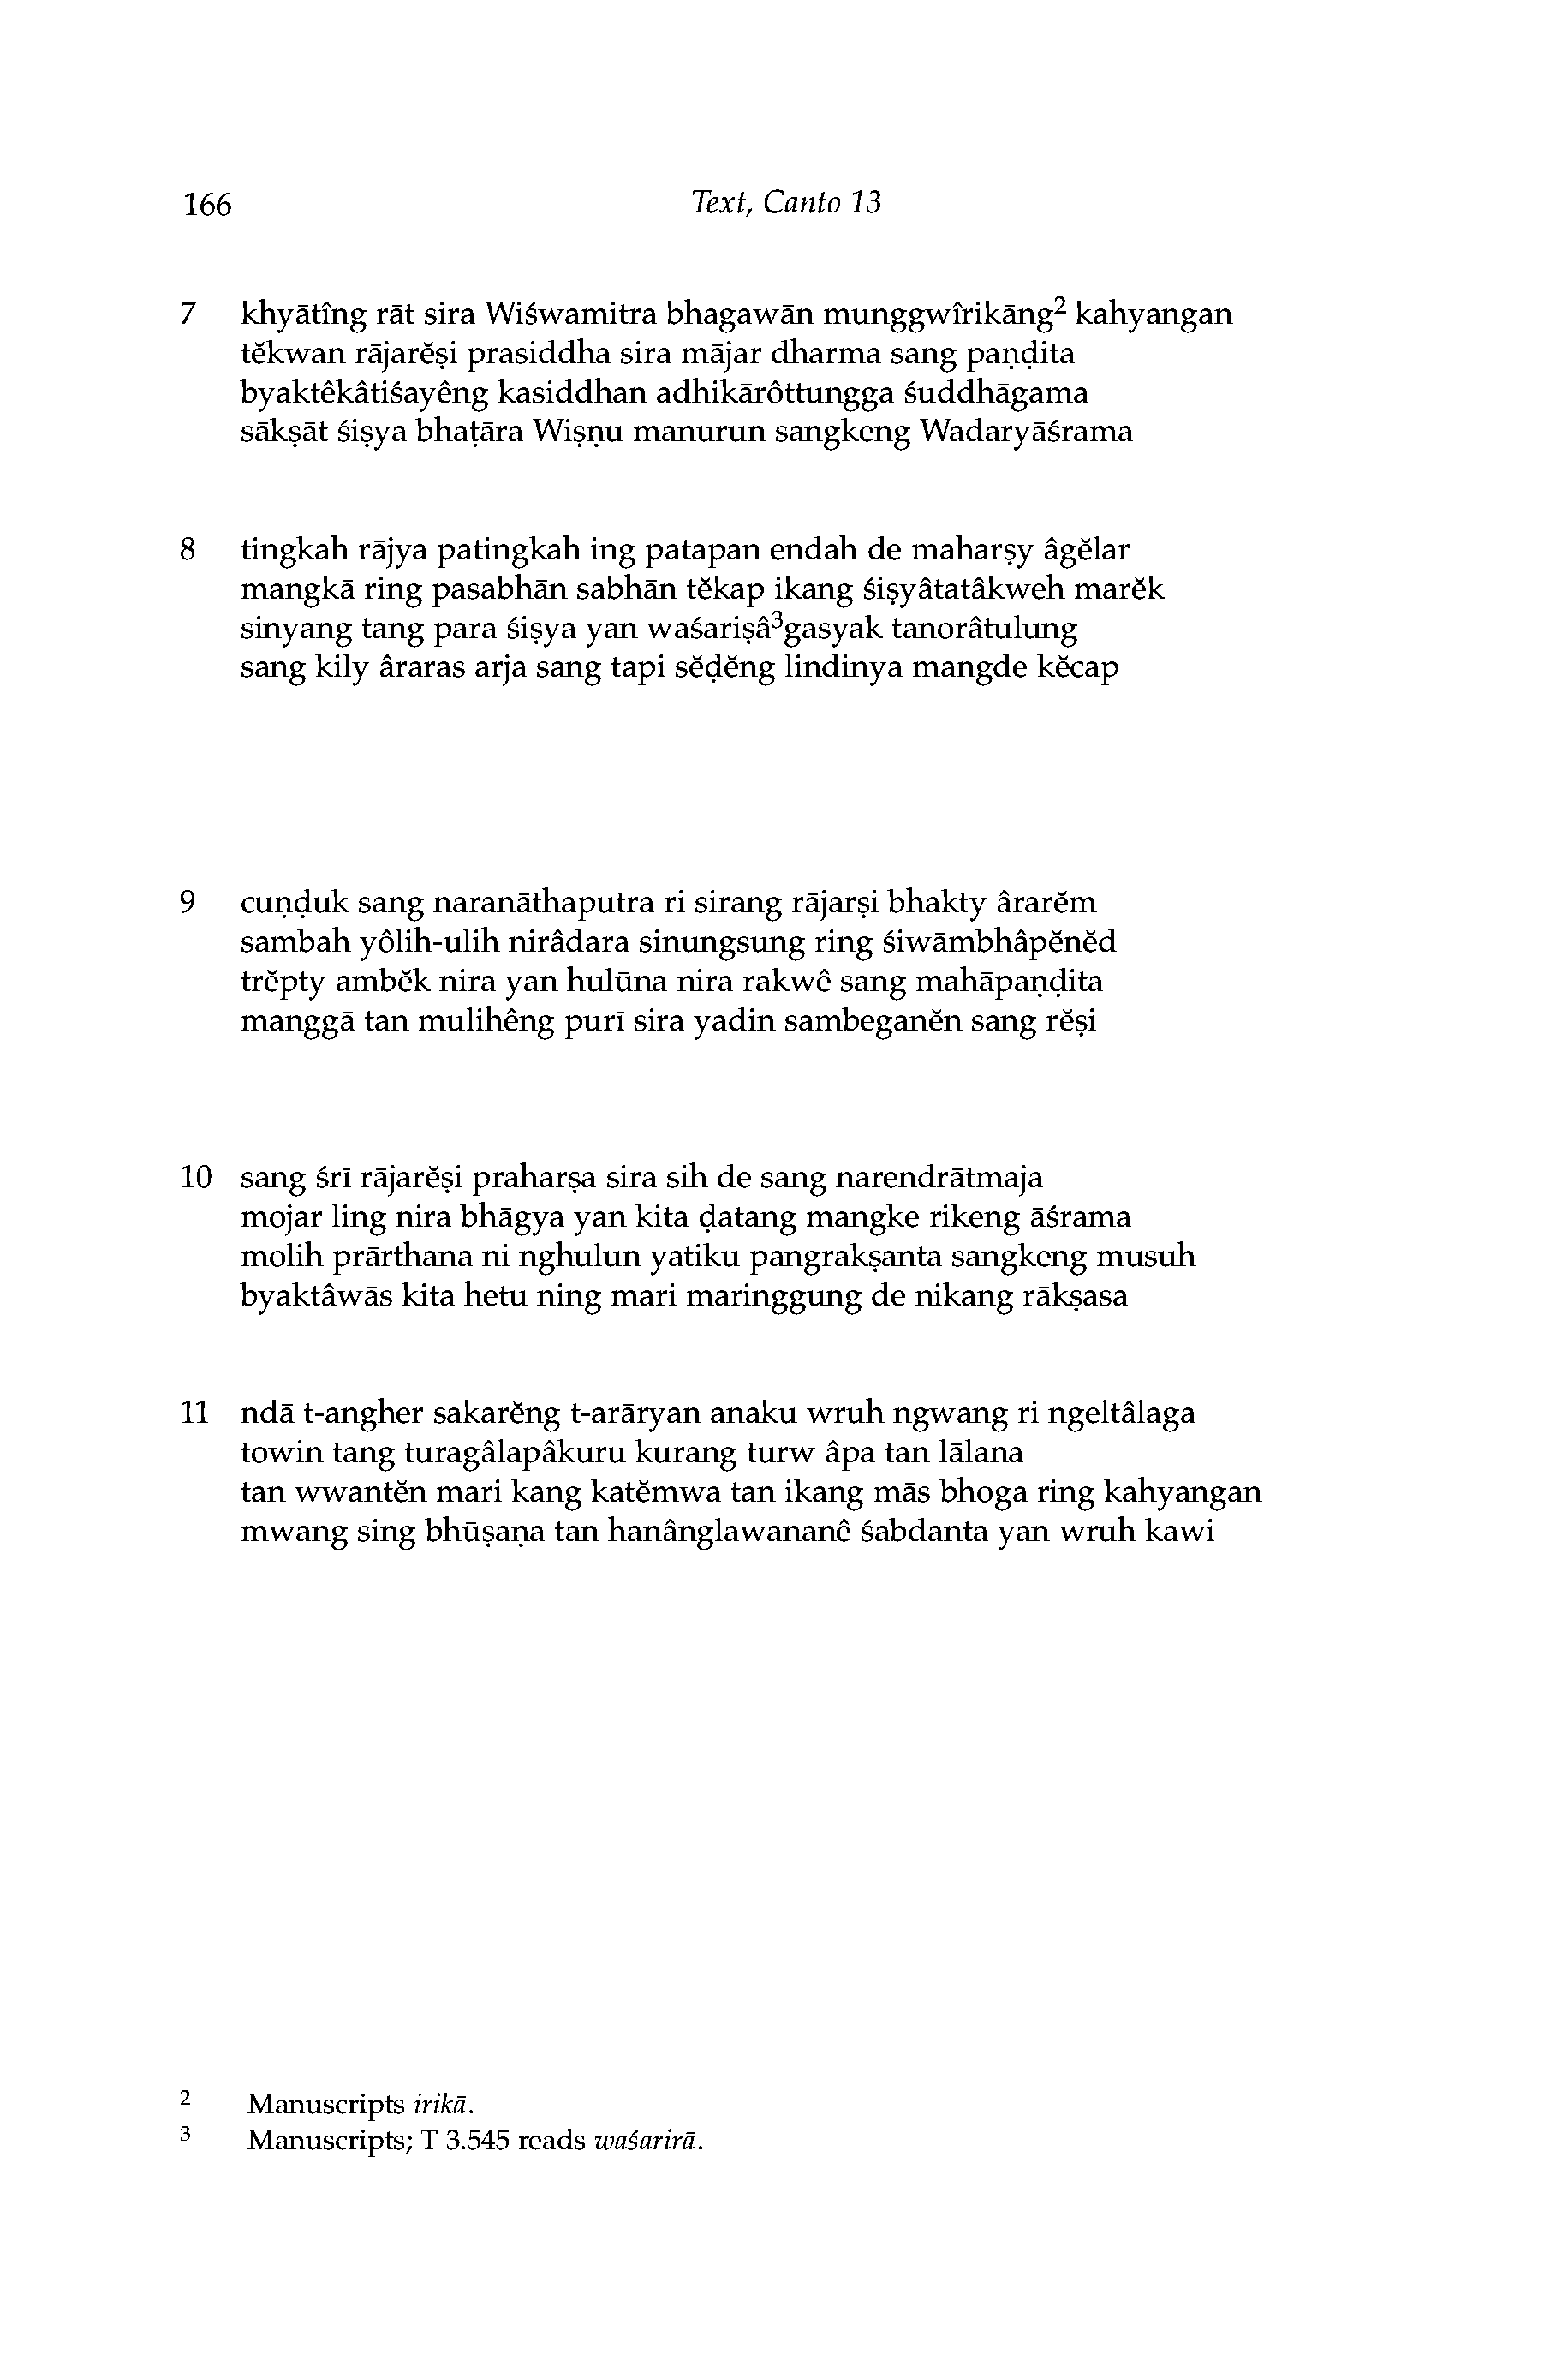 166 Text, Canto 13
7 khyātîng rāt sira Wiśwamitra bhagawān munggwîrikāng² kahyangan
tĕkwan rājarĕṣi prasiddha sira mājar dharma sang paṇḍita
byaktêkâtiśayêng kasiddhan adhikārôttungga śuddhāgama
sākṣāt śiṣya bhaṭāra Wiṣṇu manurun sangkeng Wadaryāśrama
8 tingkah rājya patingkah ing patapan endah de maharṣy âgĕlar
mangkā ring pasabhān sabhān tĕkap ikang śiṣyâtatâkweh marĕk
sinyang tang para śiṣya yan waśariṣâ³gasyak tanorâtulung
sang kily âraras arja sang tapi sĕḍĕng lindinya mangde kĕcap
9 cuṇḍuk sang naranāthaputra ri sirang rājarṣi bhakty ârarĕm
sambah yôlih-ulih nirâdara sinungsung ring śiwāmbhâpĕnĕd
trĕpty ambĕk nira yan hulūna nira rakwê sang mahāpaṇḍita
manggā tan mulihêng purī sira yadin sambeganĕn sang rĕṣi
10 sang śrī rājarĕṣi praharṣa sira sih de sang narendrātmaja
mojar ling nira bhāgya yan kita ḍatang mangke rikeng āśrama
molih prārthana ni nghulun yatiku pangrakṣanta sangkeng musuh
byaktâwās kita hetu ning mari maringgung de nikang rākṣasa
11 ndā t-angher sakarĕng t-arāryan anaku wruh ngwang ri ngeltâlaga
towin tang turagâlapâkuru kurang turw âpa tan lālana
tan wwantĕn mari kang katĕmwa tan ikang mās bhoga ring kahyangan
mwang sing bhūṣaṇa tan hanânglawananê śabdanta yan wruh kawi
² Manuscripts irikā.
³ Manuscripts; T 3.545 reads waśarirā.